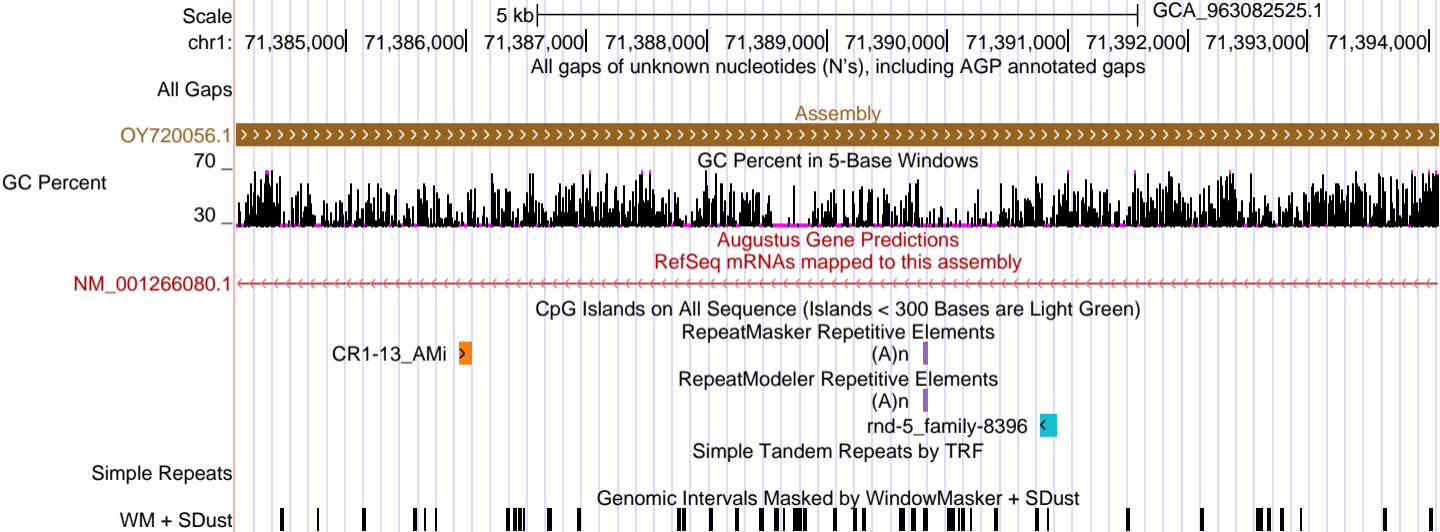 Scale 5 kb GCA_963082525.1
chr1: 71,385,000 71,386,000 71,387,000 71,388,000 71,389,000 71,390,000 71,391,000 71,392,000 71,393,000 71,394,000
All gaps of unknown nucleotides (N's), including AGP annotated gaps
All Gaps
Assembly
OY720056.1
GC Percent in 5-Base Windows
70
GC Percent
30
Augustus Gene Predictions
RefSeq mRNAs mapped to this assembly
NM_001266080.1
CpG Islands on All Sequence (Islands < 300 Bases are Light Green)
RepeatMasker Repetitive Elements
CR1-13_AMi (A)n
RepeatModeler Repetitive Elements
(A)n
rnd-5_family-8396
Simple Tandem Repeats by TRF
Simple Repeats
Genomic Intervals Masked by WindowMasker + SDust
WM + SDust